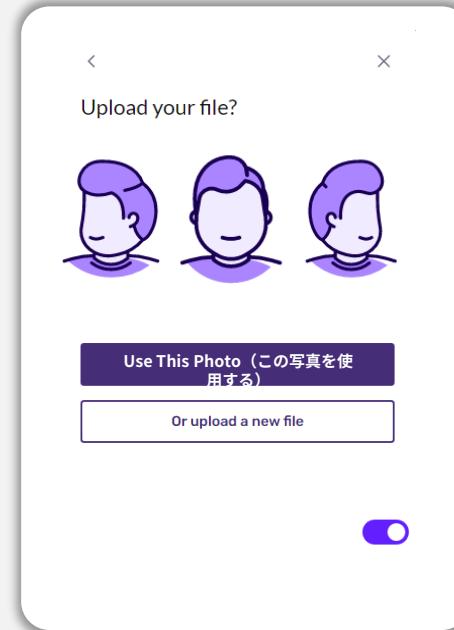 Upload your file?
Use This Photo（この写真を使
用する）
Or upload a new file